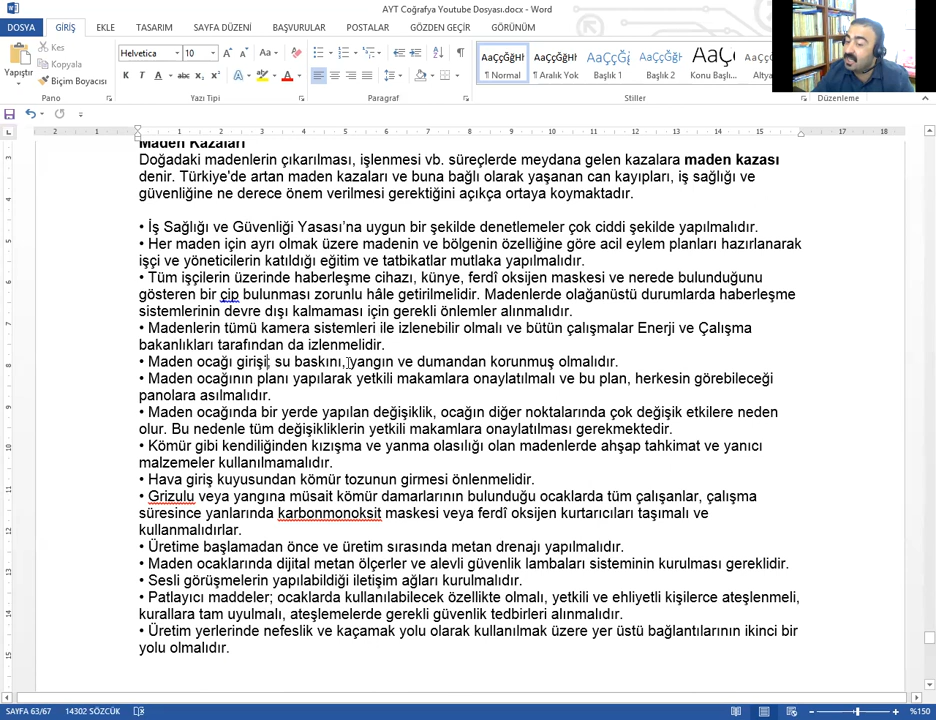 AYT Coğrafya Youtube Dosyası.docx - Word
DOSYA GİRİŞ EKLE TASARIM SAYFA DÜZENİ BAŞVURULAR POSTALAR GÖZDEN GEÇİR GÖRÜNÜM
Yapıştır
Kes
Kopyala
Biçim Boyacısı
Helvetica 10
AaÇçĞğHł AaÇçĞğHł AaÇçĞğ AaÇçĞğH AaÇ
¶ Normal ¶ Aralık Yok Başlık 1 Başlık 2 Konu Başl... Altya
Pano Yazı Tipi Paragraf Stiller Düzenleme
Maden Kazaları
Doğadaki madenlerin çıkarılması, işlenmesi vb. süreçlerde meydana gelen kazalara maden kazası
denir. Türkiye'de artan maden kazaları ve buna bağlı olarak yaşanan can kayıpları, iş sağlığı ve
güvenliğine ne derece önem verilmesi gerektiğini açıkça ortaya koymaktadır.
• İş Sağlığı ve Güvenliği Yasası’na uygun bir şekilde denetlemeler çok ciddi şekilde yapılmalıdır.
• Her maden için ayrı olmak üzere madenin ve bölgenin özelliğine göre acil eylem planları hazırlanarak
işçi ve yöneticilerin katıldığı eğitim ve tatbikatlar mutlaka yapılmalıdır.
• Tüm işçilerin üzerinde haberleşme cihazı, künye, ferdî oksijen maskesi ve nerede bulunduğunu
gösteren bir çip bulunması zorunlu hâle getirilmelidir. Madenlerde olağanüstü durumlarda haberleşme
sistemlerinin devre dışı kalmaması için gerekli önlemler alınmalıdır.
• Madenlerin tümü kamera sistemleri ile izlenebilir olmalı ve bütün çalışmalar Enerji ve Çalışma
bakanlıkları tarafından da izlenmelidir.
• Maden ocağı girişi; su baskını, yangın ve dumandan korunmuş olmalıdır.
• Maden ocağının planı yapılarak yetkili makamlara onaylatılmalı ve bu plan, herkesin görebileceği
panolara asılmalıdır.
• Maden ocağında bir yerde yapılan değişiklik, ocağın diğer noktalarında çok değişik etkilere neden
olur. Bu nedenle tüm değişikliklerin yetkili makamlara onaylatılması gerekmektedir.
• Kömür gibi kendiliğinden kızışma ve yanma olasılığı olan madenlerde ahşap tahkimat ve yanıcı
malzemeler kullanılmamalıdır.
• Hava giriş kuyusundan kömür tozunun girmesi önlenmelidir.
• Grizulu veya yangına müsait kömür damarlarının bulunduğu ocaklarda tüm çalışanlar, çalışma
süresince yanlarında karbonmonoksit maskesi veya ferdî oksijen kurtarıcıları taşımalı ve
kullanmalıdırlar.
• Üretime başlamadan önce ve üretim sırasında metan drenajı yapılmalıdır.
• Maden ocaklarında dijital metan ölçerler ve alevli güvenlik lambaları sisteminin kurulması gereklidir.
• Sesli görüşmelerin yapılabildiği iletişim ağları kurulmalıdır.
• Patlayıcı maddeler; ocaklarda kullanılabilecek özellikte olmalı, yetkili ve ehliyetli kişilerce ateşlenmeli,
kurallara tam uyulmalı, ateşlemelerde gerekli güvenlik tedbirleri alınmalıdır.
• Üretim yerlerinde nefeslik ve kaçamak yolu olarak kullanılmak üzere yer üstü bağlantılarının ikinci bir
yolu olmalıdır.
SAYFA 63/67 14302 SÖZCÜK %150